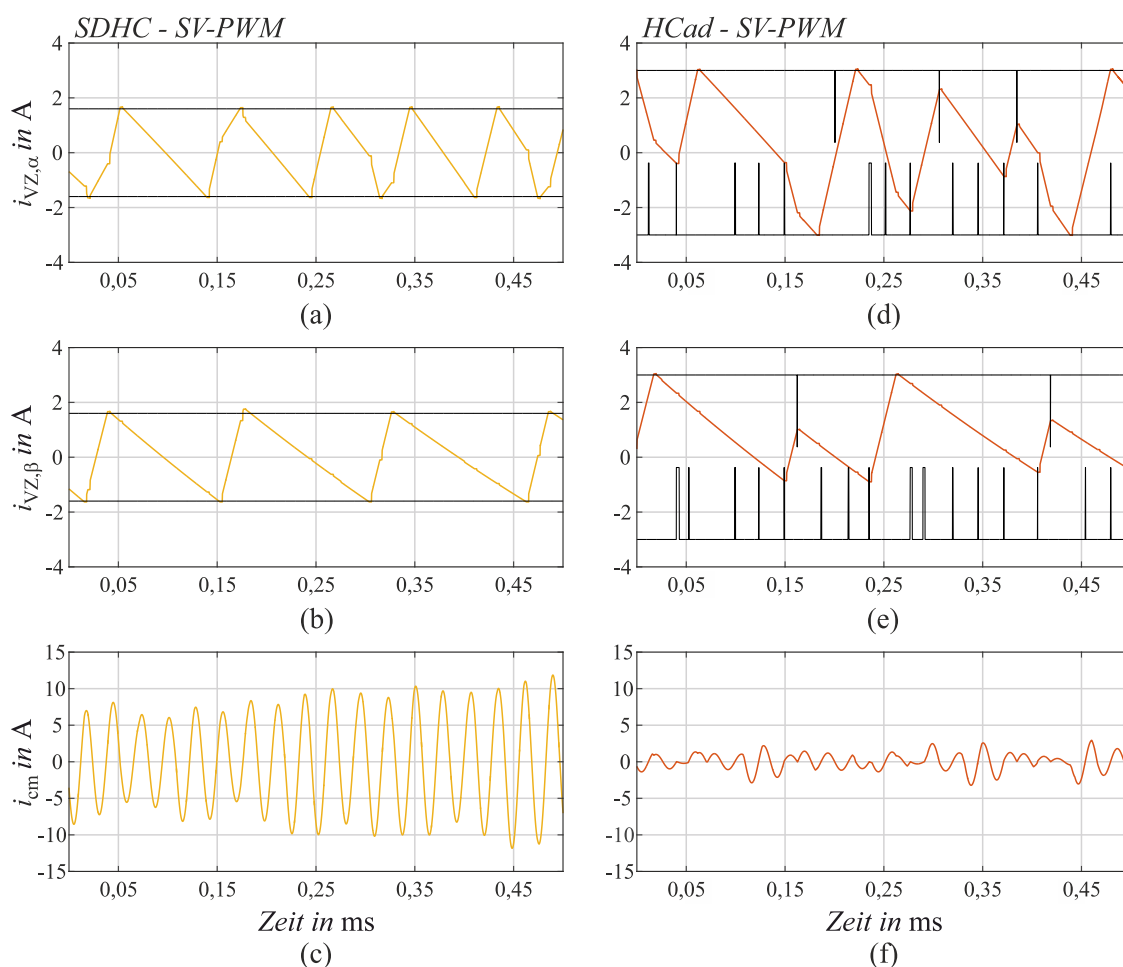 SDHC - SV-PWM
4
2
0
-2
-4
i_VZ,α in A
0,05 0,15 0,25 0,35 0,45
(a)
4
2
0
-2
-4
i_VZ,β in A
0,05 0,15 0,25 0,35 0,45
(b)
15
10
5
0
-5
-10
-15
i_cm in A
0,05 0,15 0,25 0,35 0,45
Zeit in ms
(c)
HCad - SV-PWM
4
2
0
-2
-4
0,05 0,15 0,25 0,35 0,45
(d)
4
2
0
-2
-4
0,05 0,15 0,25 0,35 0,45
(e)
15
10
5
0
-5
-10
-15
0,05 0,15 0,25 0,35 0,45
Zeit in ms
(f)